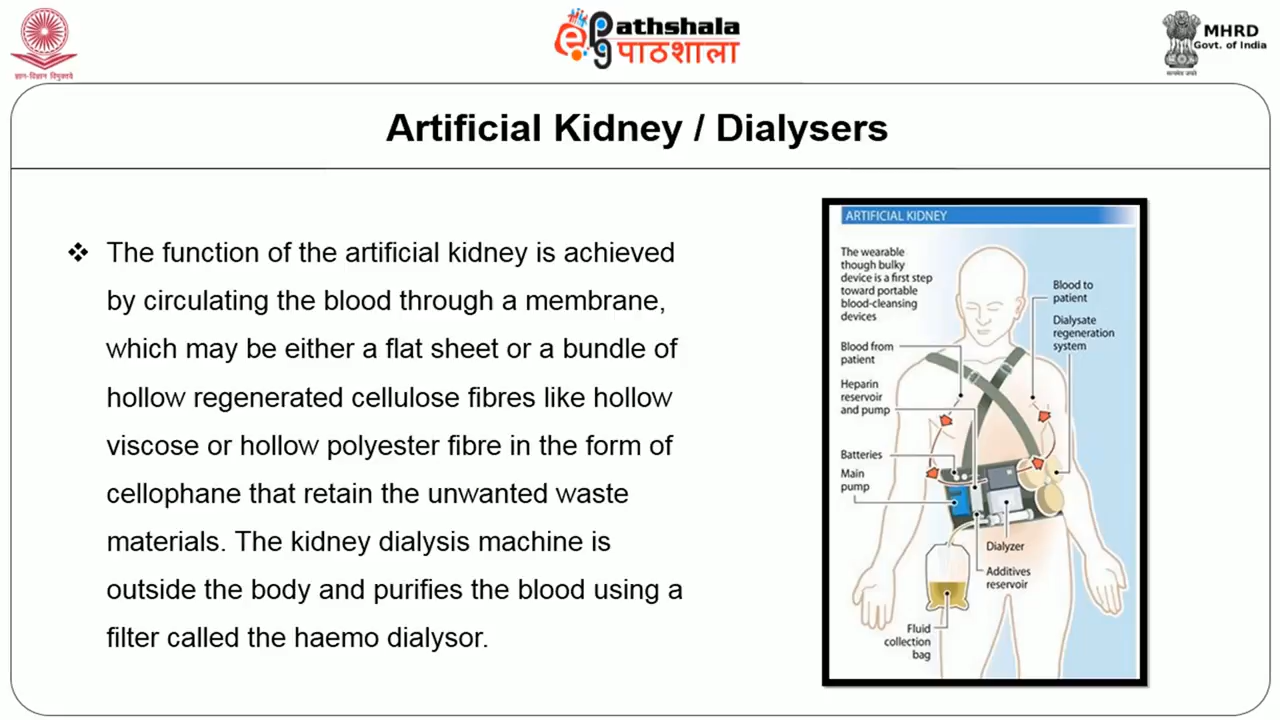 ज्ञान-विज्ञान विमुक्तये
Pathshala
पाठशाला
MHRD
Govt. of India
सत्यमेव जयते
Artificial Kidney / Dialysers
❖ The function of the artificial kidney is achieved
by circulating the blood through a membrane,
which may be either a flat sheet or a bundle of
hollow regenerated cellulose fibres like hollow
viscose or hollow polyester fibre in the form of
cellophane that retain the unwanted waste
materials. The kidney dialysis machine is
outside the body and purifies the blood using a
filter called the haemo dialysor.
ARTIFICIAL KIDNEY
The wearable
though bulky
device is a first step
toward portable
blood-cleansing
devices
Blood to
patient
Dialysate
regeneration
system
Blood from
patient
Heparin
reservoir
and pump
Batteries
Main
pump
Dialyzer
Additives
reservoir
Fluid
collection
bag